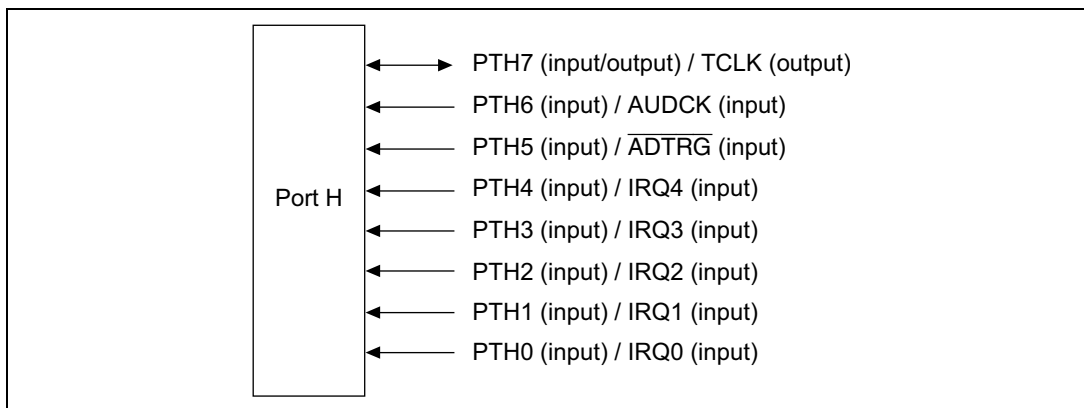 Port H
PTH7 (input/output) / TCLK (output)
PTH6 (input) / AUDCK (input)
PTH5 (input) / A̅D̅T̅R̅G̅ (input)
PTH4 (input) / IRQ4 (input)
PTH3 (input) / IRQ3 (input)
PTH2 (input) / IRQ2 (input)
PTH1 (input) / IRQ1 (input)
PTH0 (input) / IRQ0 (input)